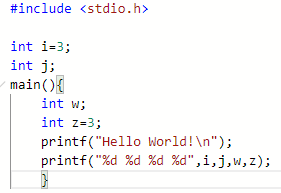 #include <stdio.h>
int i=3;
int j;
main(){
int w;
int z=3;
printf("Hello World!\n");
printf("%d %d %d %d",i,j,w,z);
}